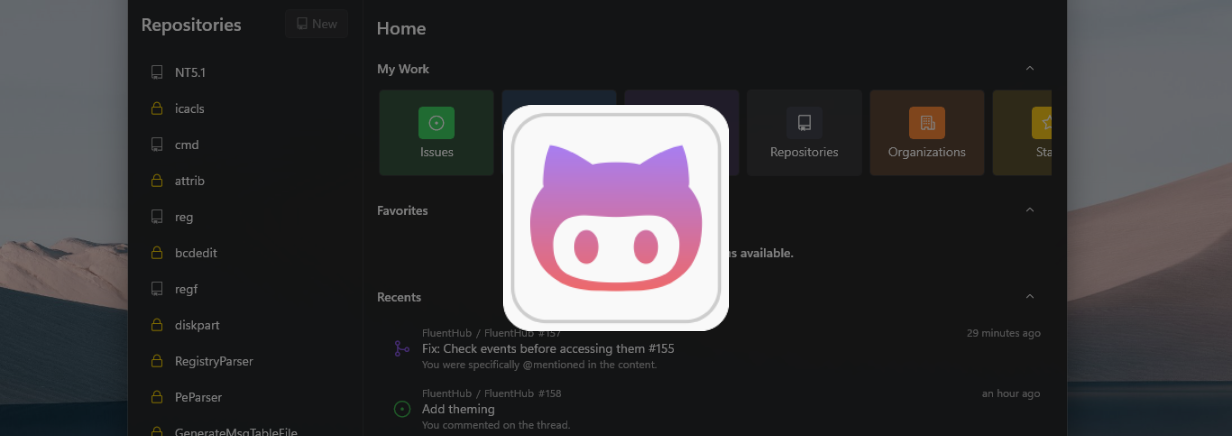 Repositories
New
NT5.1
icacls
cmd
attrib
reg
bcdedit
regf
diskpart
RegistryParser
PeParser
GenerateMsgTableFile
Home
My Work
Issues
Repositories
Organizations
Sta
Favorites
s available.
Recents
FluentHub / FluentHub #157
29 minutes ago
Fix: Check events before accessing them #155
You were specifically @mentioned in the content.
FluentHub / FluentHub #158
an hour ago
Add theming
You commented on the thread.